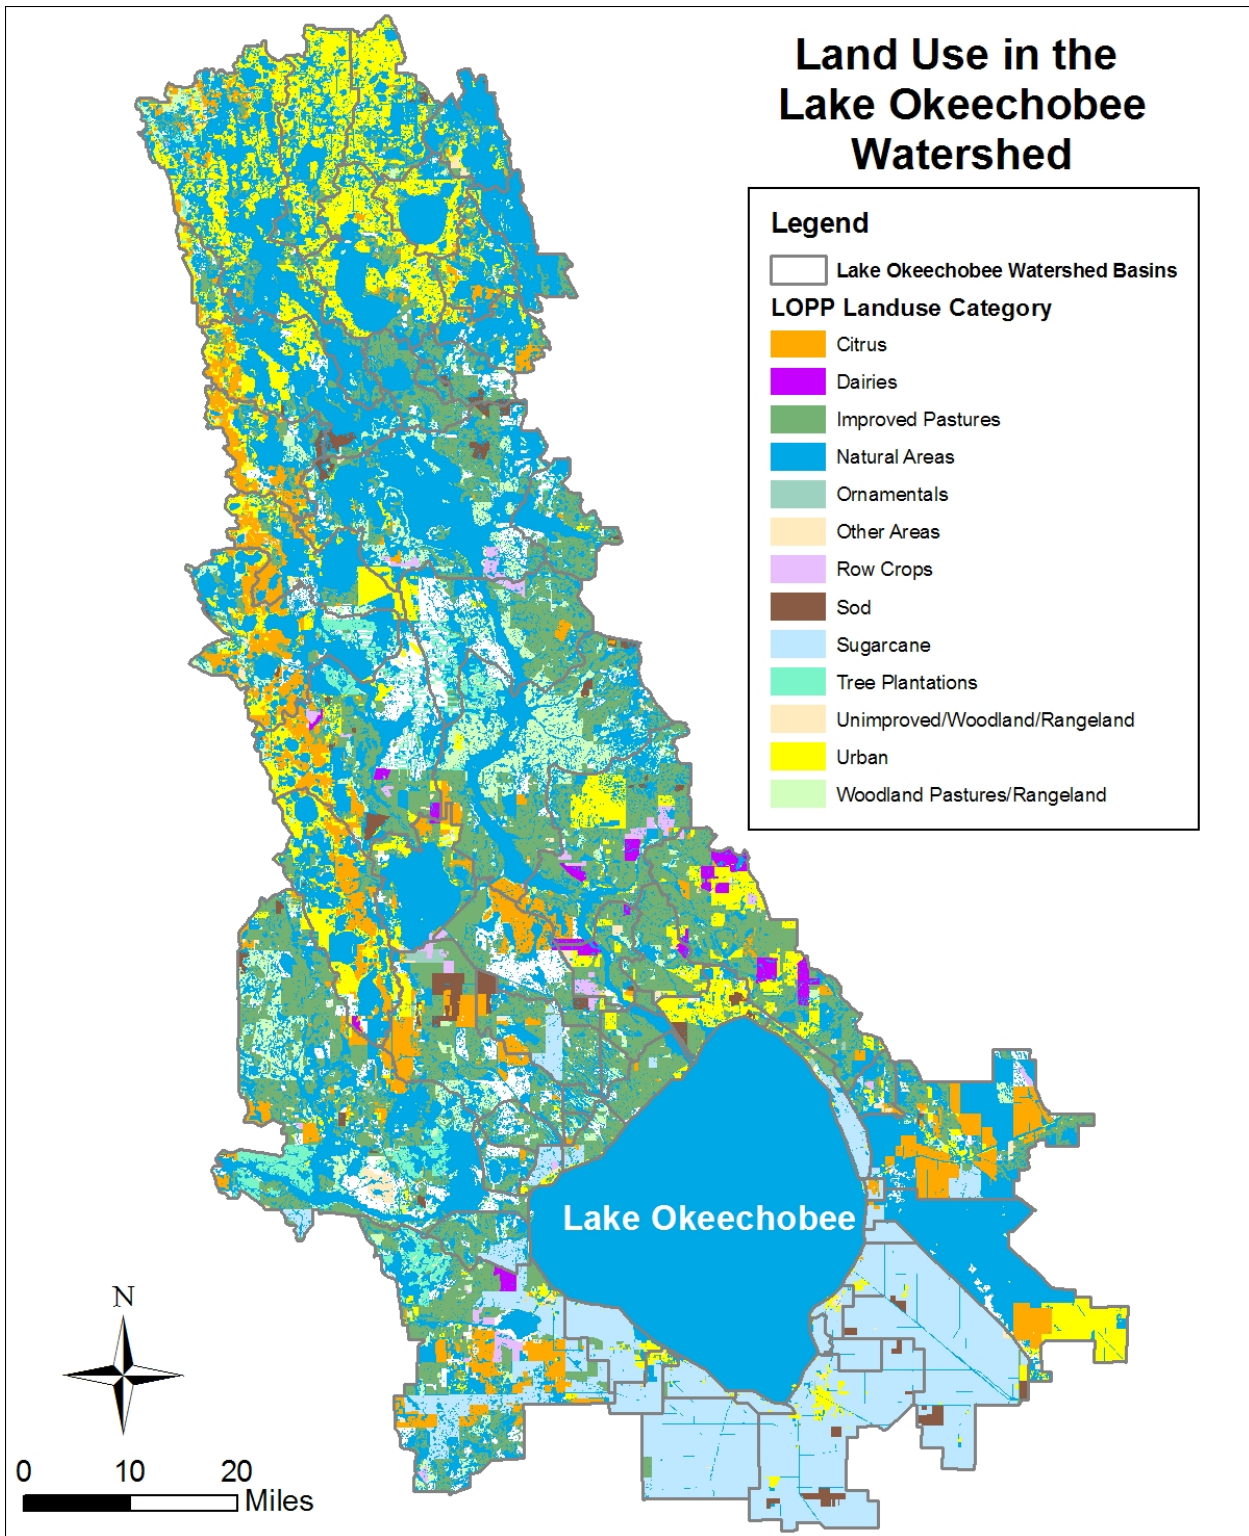 Land Use in the
Lake Okeechobee
Watershed
Legend
Lake Okeechobee Watershed Basins
LOPP Landuse Category
Citrus
Dairies
Improved Pastures
Natural Areas
Ornamentals
Other Areas
Row Crops
Sod
Sugarcane
Tree Plantations
Unimproved/Woodland/Rangeland
Urban
Woodland Pastures/Rangeland
Lake Okeechobee
N
0 10 20
Miles